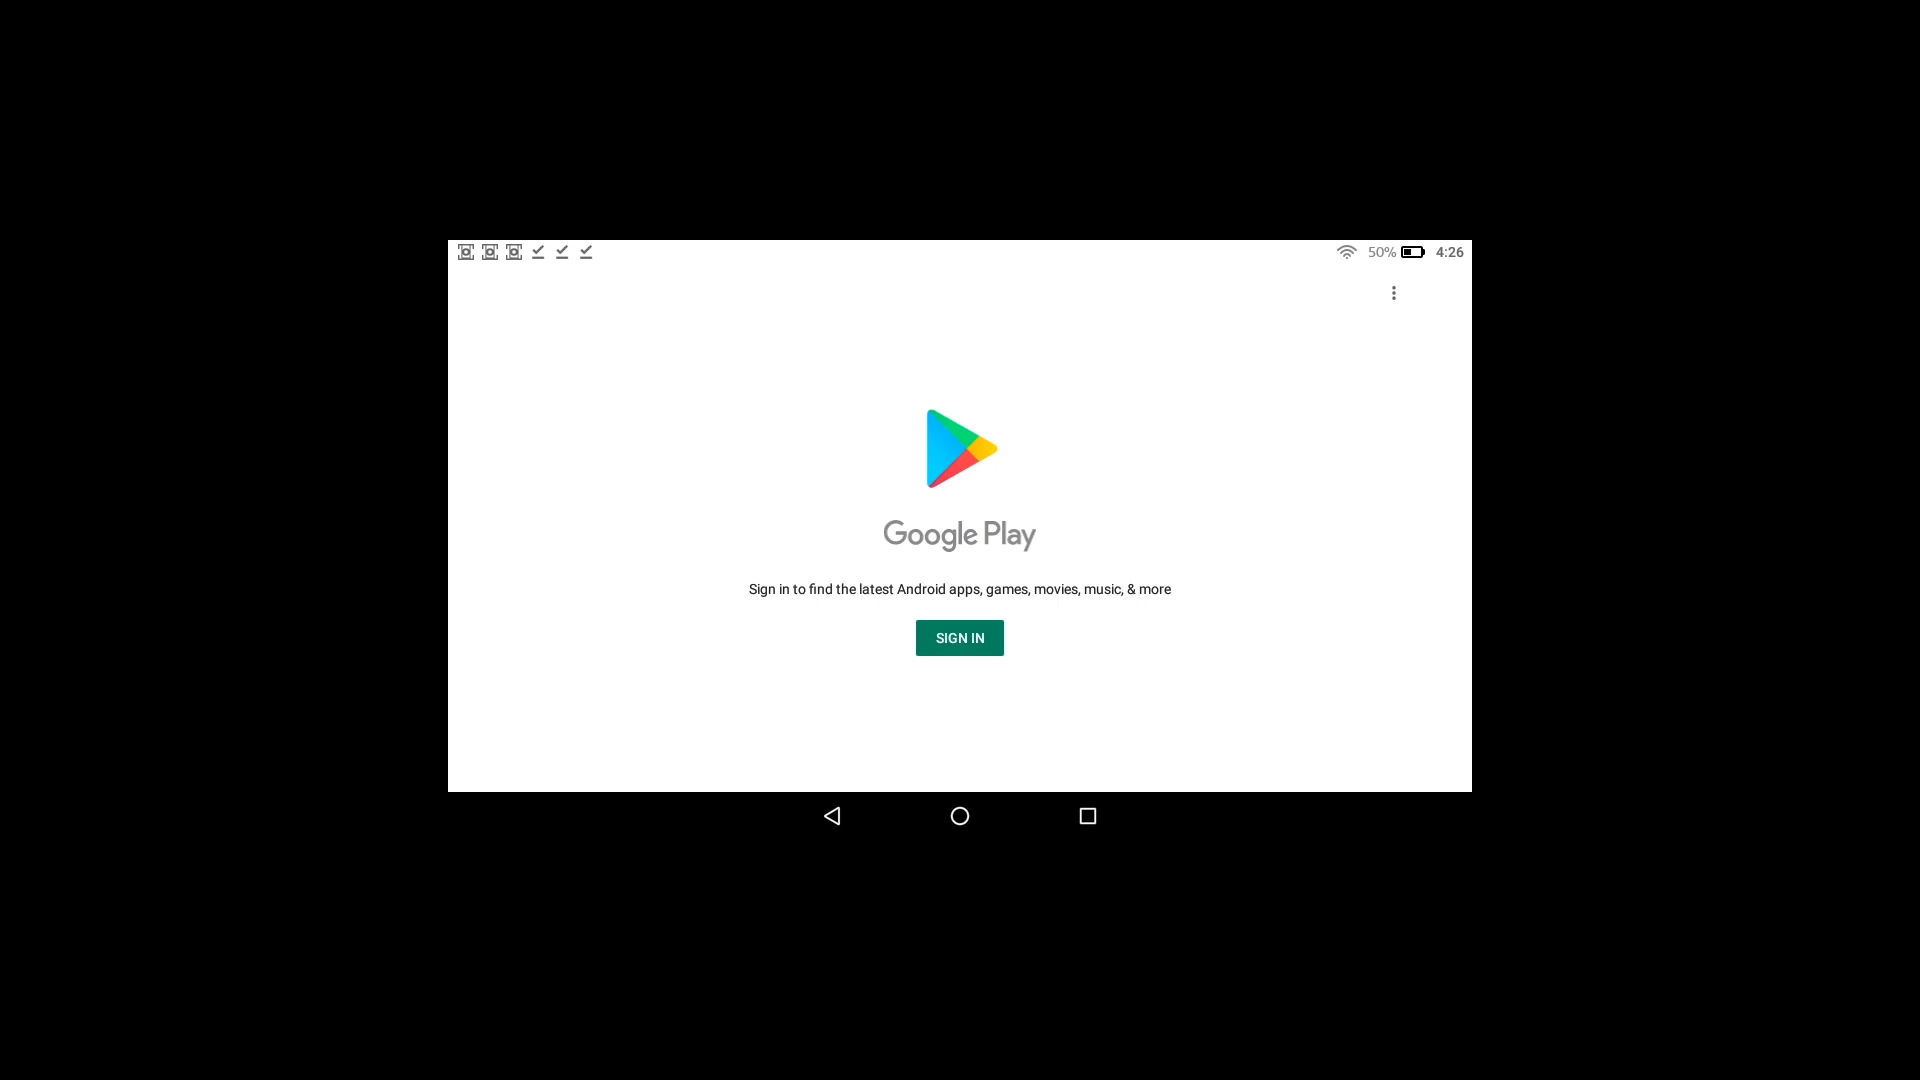 50% 4:26
Google Play
Sign in to find the latest Android apps, games, movies, music, & more
SIGN IN